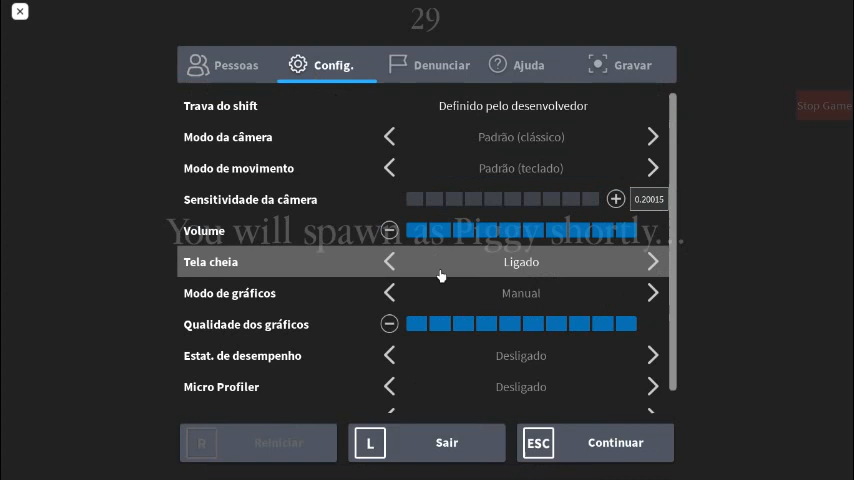 29
Pessoas Config. Denunciar Ajuda Gravar
Trava do shift Definido pelo desenvolvedor
Stop Game
Modo da câmera Padrão (clássico)
Modo de movimento Padrão (teclado)
Sensitividade da câmera 0.20015
Volume
You will spawn as Piggy shortly...
Tela cheia Ligado
Modo de gráficos Manual
Qualidade dos gráficos
Estat. de desempenho Desligado
Micro Profiler Desligado
R Reiniciar L Sair ESC Continuar